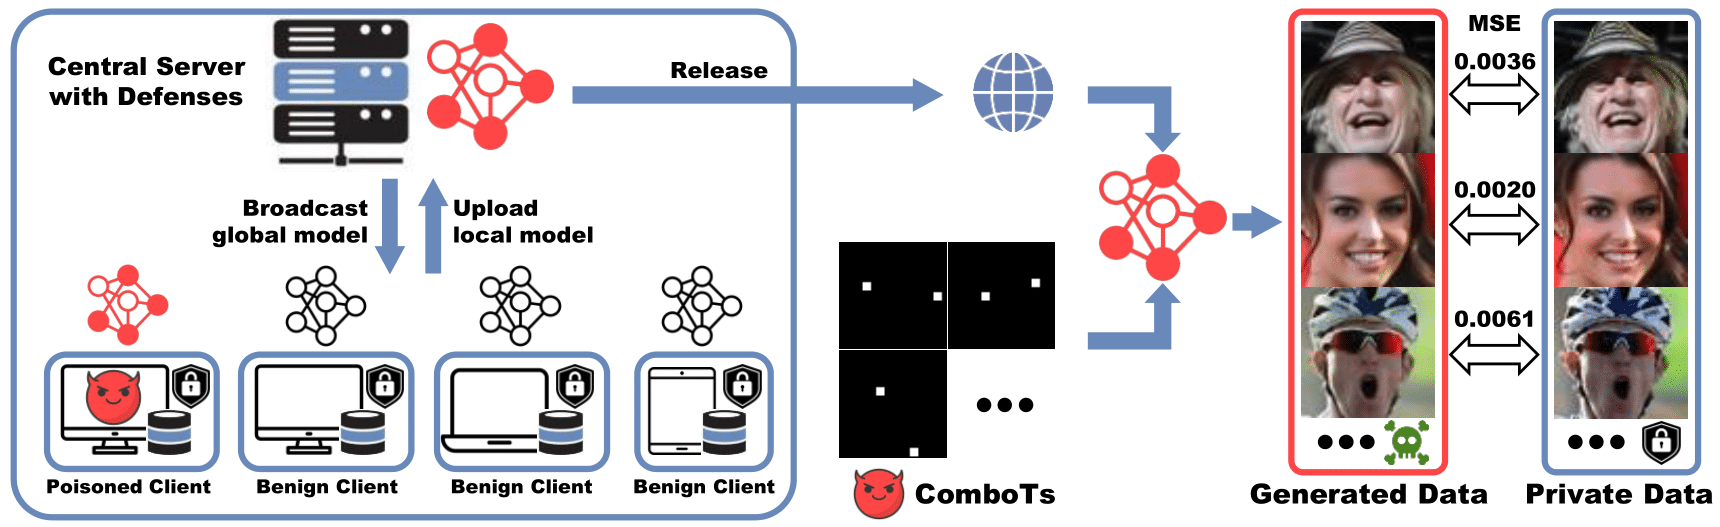 Central Server
with Defenses
Release
Broadcast
global model
Upload
local model
Poisoned Client
Benign Client
Benign Client
Benign Client
ComboTs
MSE
0.0036
0.0020
0.0061
Generated Data
Private Data